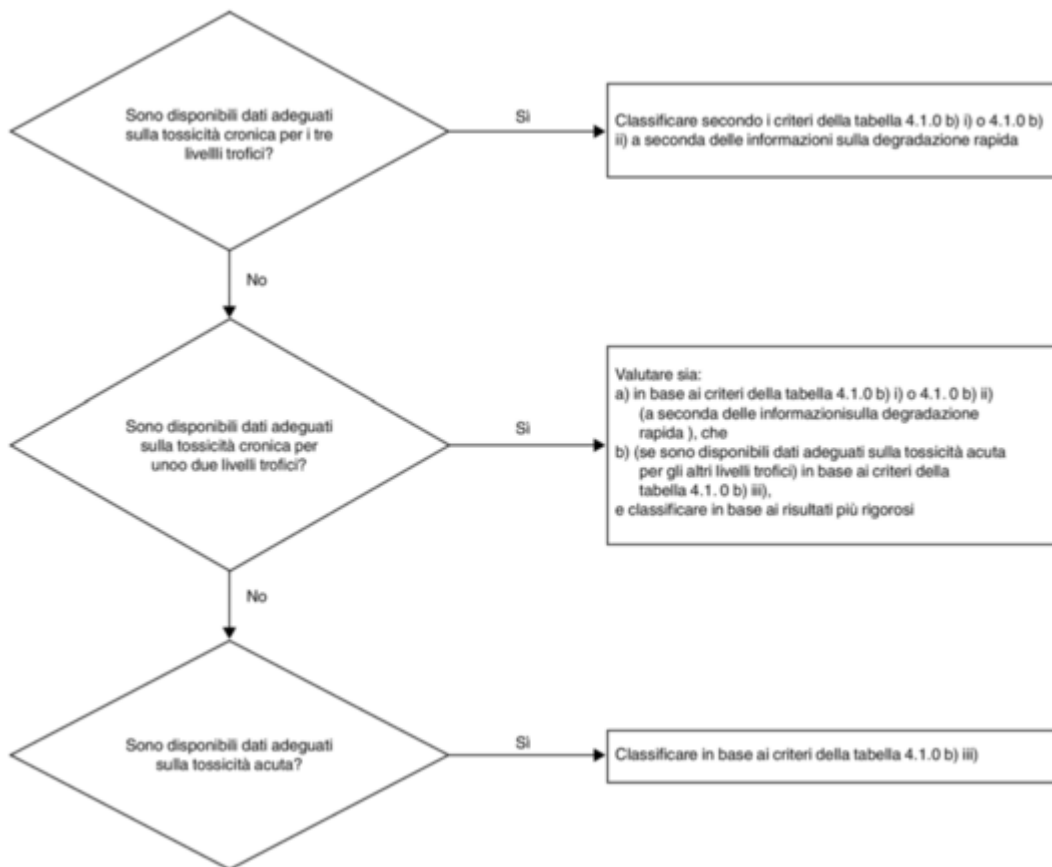 Sono disponibili dati adeguati
sulla tossicità cronica per i tre
livellli trofici?
Sì
Classificare secondo i criteri della tabella 4.1.0 b) i) o 4.1.0 b)
ii) a seconda delle informazioni sulla degradazione rapida
No
Sono disponibili dati adeguati
sulla tossicità cronica per
unoo due livelli trofici?
Sì
Valutare sia:
a) in base ai criteri della tabella 4.1.0 b) i) o 4.1. 0 b) ii)
(a seconda delle informazionisulla degradazione
rapida ), che
b) (se sono disponibili dati adeguati sulla tossicità acuta
per gli altri livelli trofici) in base ai criteri della
tabella 4.1. 0 b) iii),
e classificare in base ai risultati più rigorosi
No
Sono disponibili dati adeguati
sulla tossicità acuta?
Sì
Classificare in base ai criteri della tabella 4.1.0 b) iii)